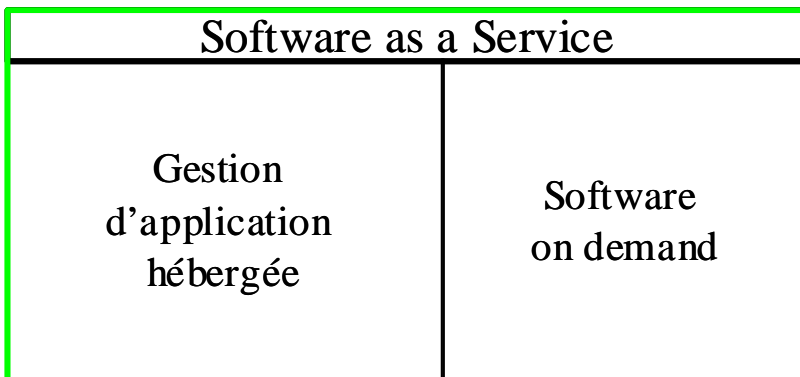 Software as a Service
Gestion
d’application
hébergée
Software
on demand